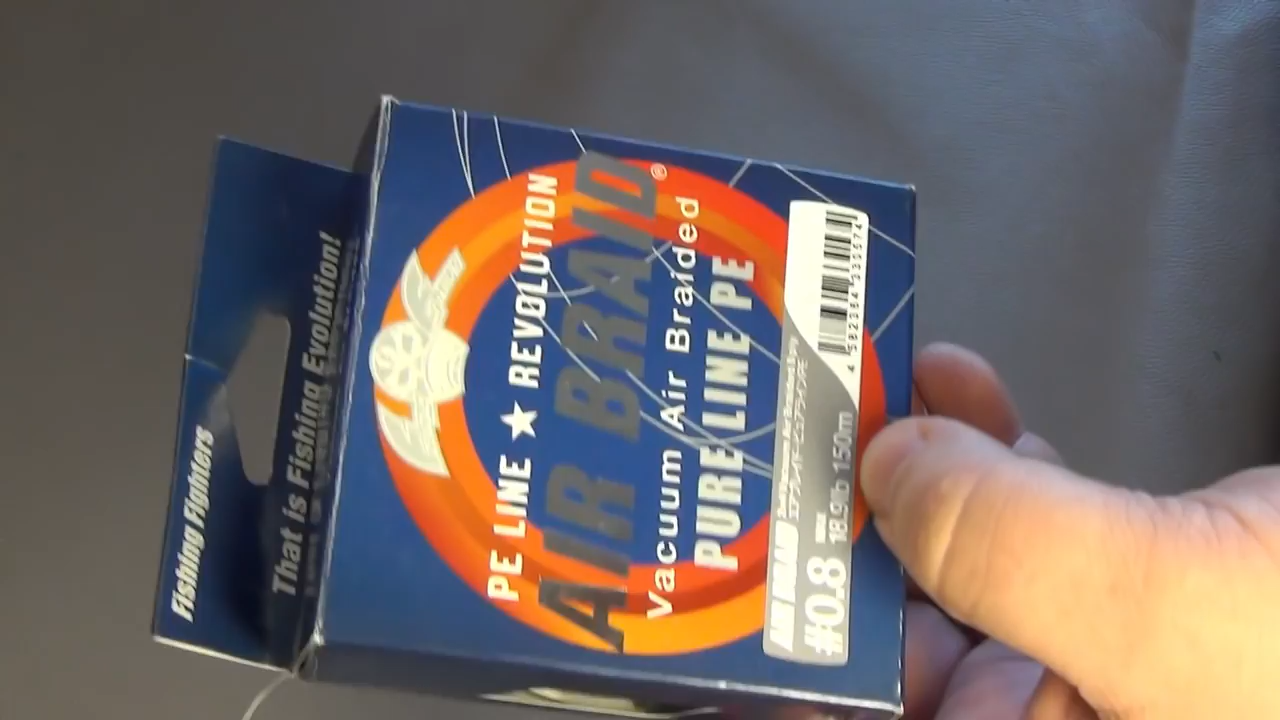 Fishing Fighters
That is Fishing Evolution!
PE LINE ★ REVOLUTION
AIR BRAID®
Vacuum Air Braided
PURE LINE PE
AIR BRAID
#0.8
18.9lb 150m